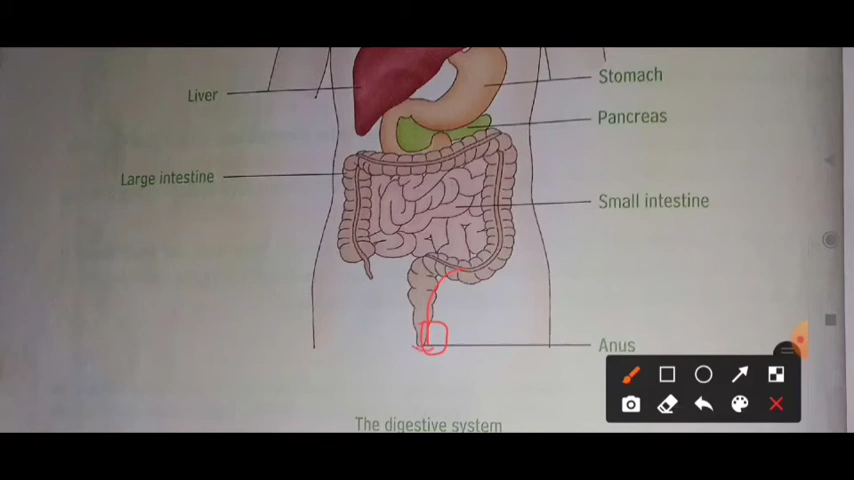 Stomach
Liver
Pancreas
Large intestine
Small intestine
Anus
The digestive system